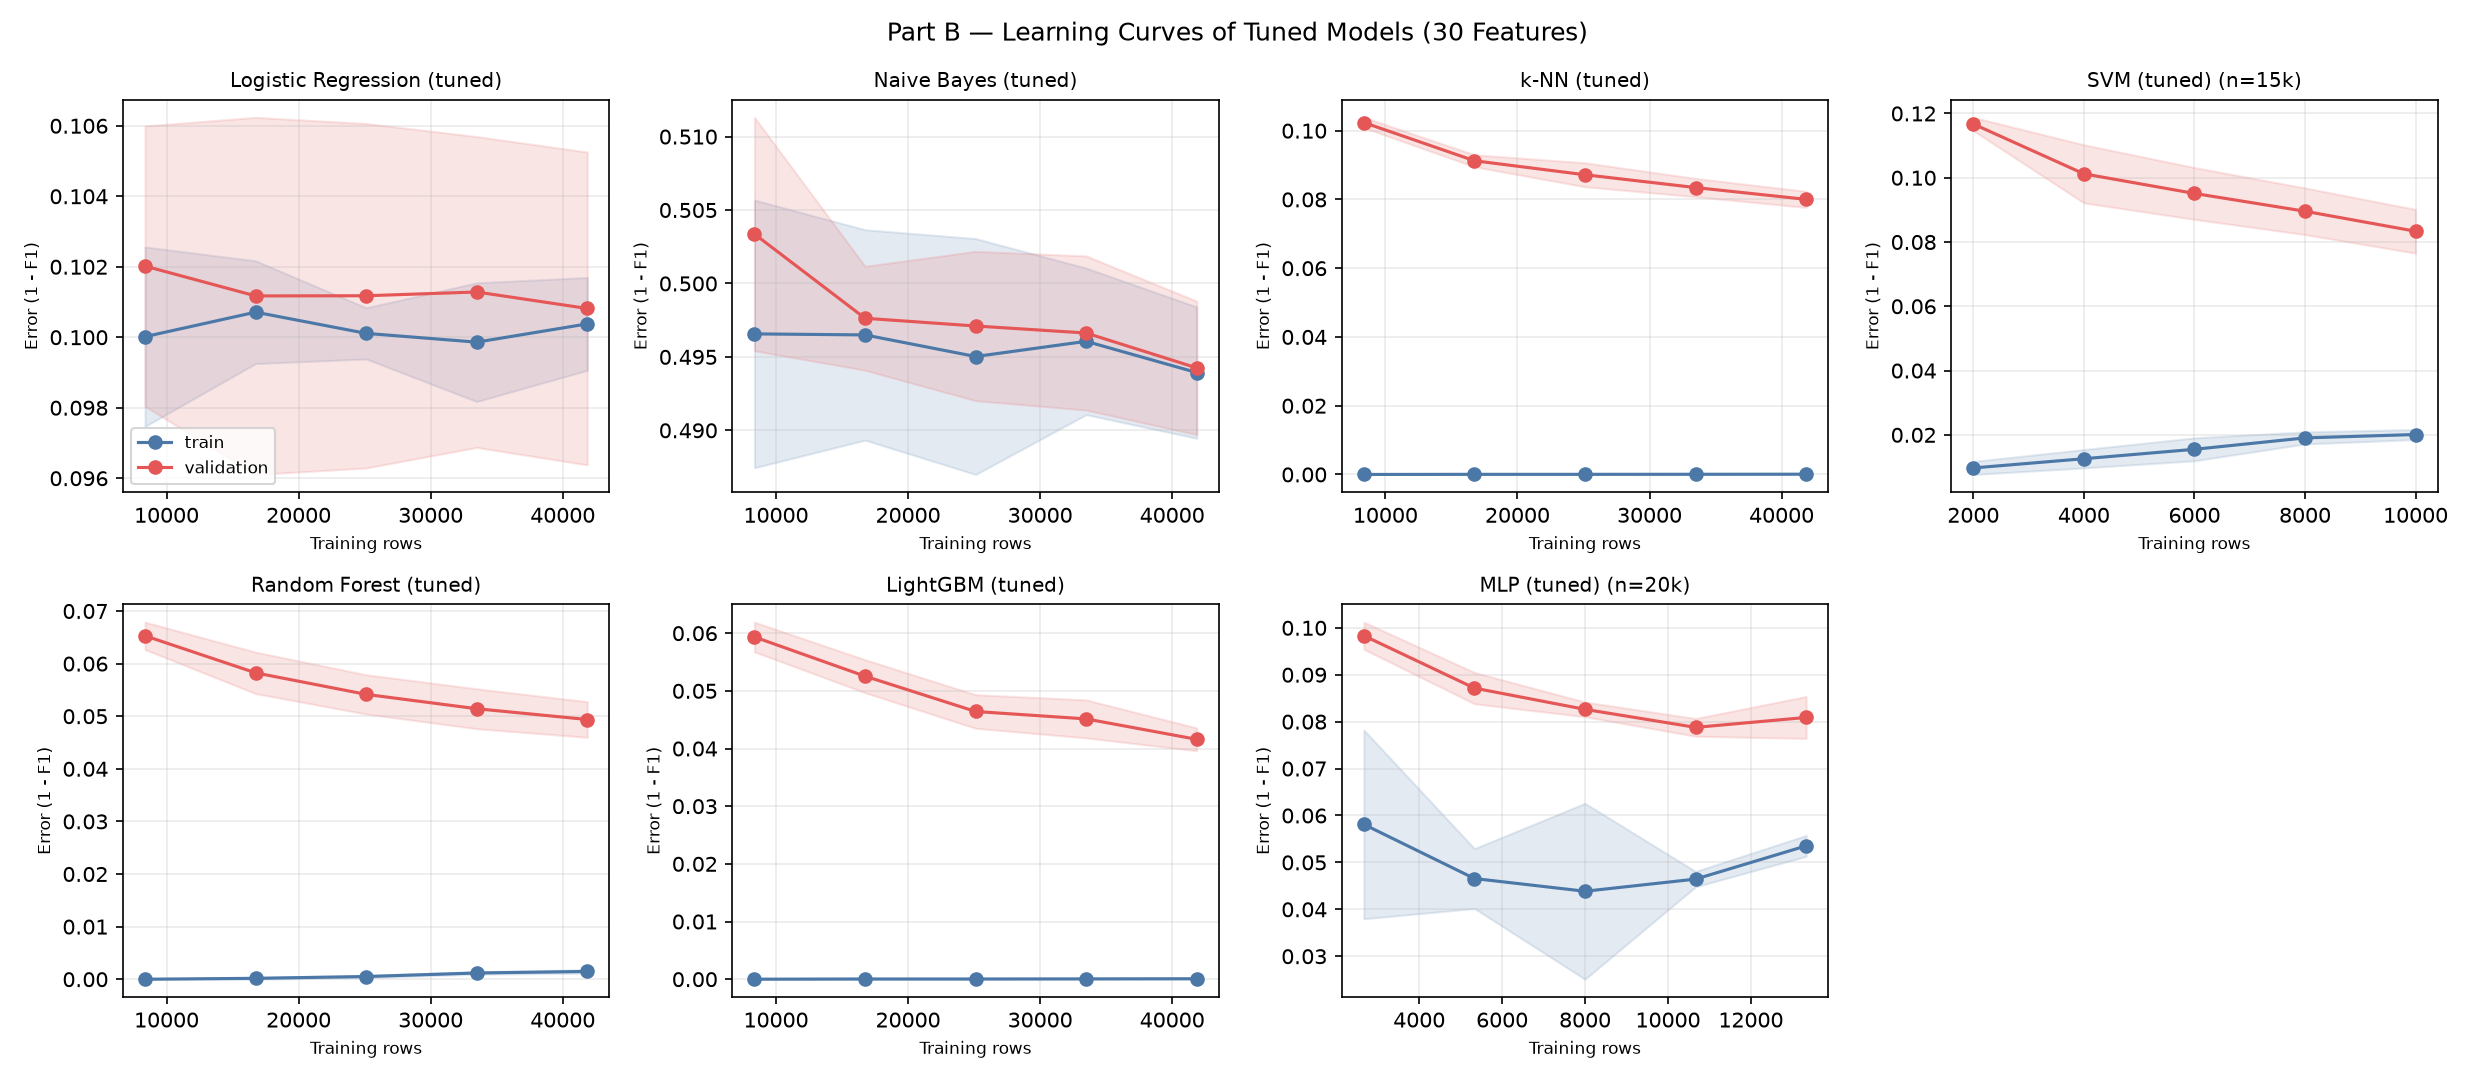 Part B — Learning Curves of Tuned Models (30 Features)
Logistic Regression (tuned)
Error (1 - F1)
0.106
0.104
0.102
0.100
0.098
0.096
train
validation
10000 20000 30000 40000
Training rows
Naive Bayes (tuned)
Error (1 - F1)
0.510
0.505
0.500
0.495
0.490
10000 20000 30000 40000
Training rows
k-NN (tuned)
Error (1 - F1)
0.10
0.08
0.06
0.04
0.02
0.00
10000 20000 30000 40000
Training rows
SVM (tuned) (n=15k)
Error (1 - F1)
0.12
0.10
0.08
0.06
0.04
0.02
2000 4000 6000 8000 10000
Training rows
Random Forest (tuned)
Error (1 - F1)
0.07
0.06
0.05
0.04
0.03
0.02
0.01
0.00
10000 20000 30000 40000
Training rows
LightGBM (tuned)
Error (1 - F1)
0.06
0.05
0.04
0.03
0.02
0.01
0.00
10000 20000 30000 40000
Training rows
MLP (tuned) (n=20k)
Error (1 - F1)
0.10
0.09
0.08
0.07
0.06
0.05
0.04
0.03
4000 6000 8000 10000 12000
Training rows